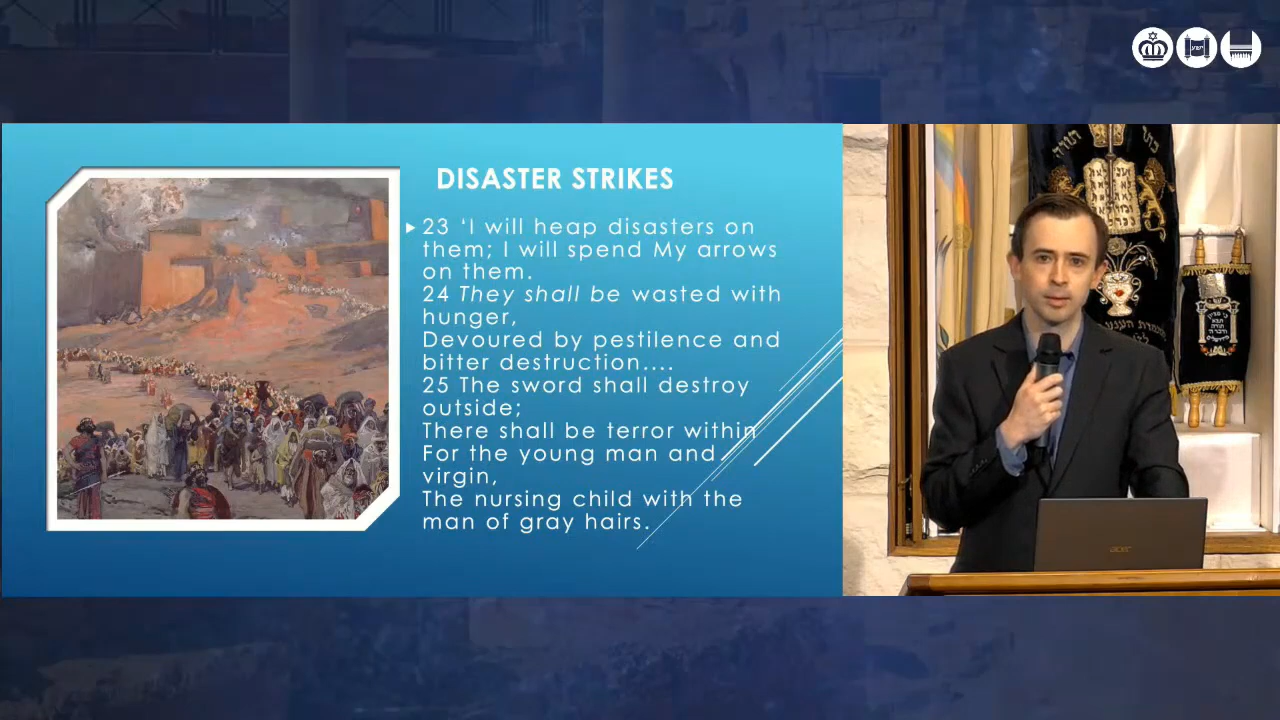 DISASTER STRIKES
23 ‘I will heap disasters on
them; I will spend My arrows
on them.
24 They shall be wasted with
hunger,
Devoured by pestilence and
bitter destruction....
25 The sword shall destroy
outside;
There shall be terror within
For the young man and
virgin,
The nursing child with the
man of gray hairs.
acer